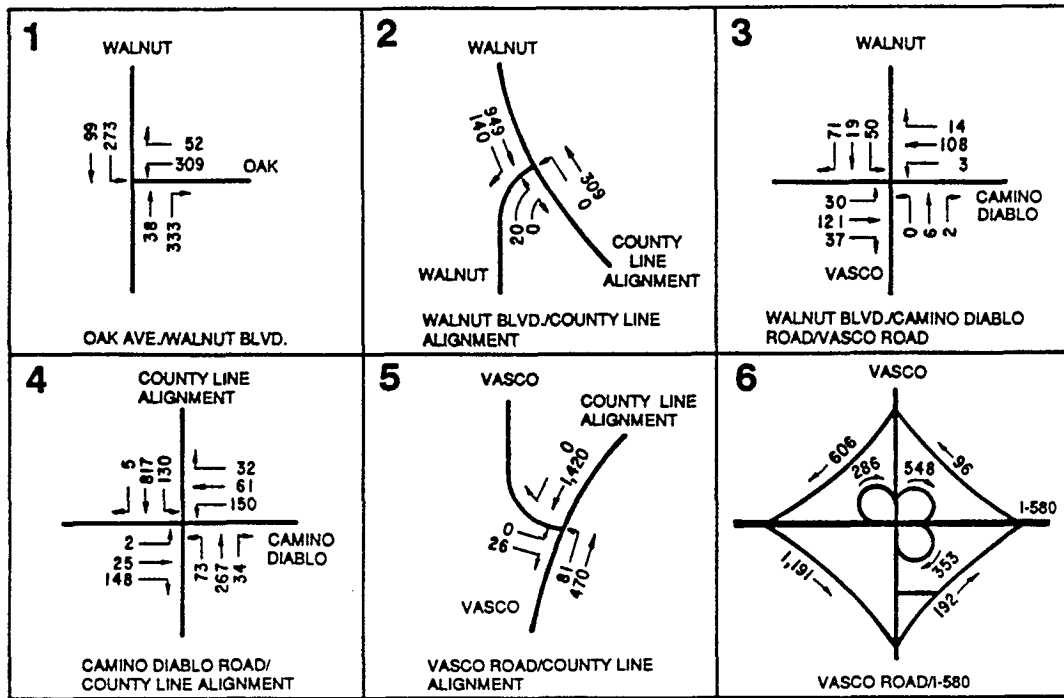 1
WALNUT
99
273
52
309
OAK
38
333
OAK AVE./WALNUT BLVD.
2
WALNUT
949
140
309
0
20
0
WALNUT
COUNTY
LINE
ALIGNMENT
WALNUT BLVD./COUNTY LINE
ALIGNMENT
3
WALNUT
71
19
50
14
108
3
30
121
37
0
6
2
CAMINO
DIABLO
VASCO
WALNUT BLVD./CAMINO DIABLO
ROAD/VASCO ROAD
4
COUNTY LINE
ALIGNMENT
5
817
130
32
61
150
2
25
148
73
267
34
CAMINO
DIABLO
CAMINO DIABLO ROAD/
COUNTY LINE ALIGNMENT
5
VASCO
COUNTY LINE
ALIGNMENT
0
1,420
0
26
81
470
VASCO
VASCO ROAD/COUNTY LINE
ALIGNMENT
6
VASCO
606
286
548
96
I-580
1,191
353
192
VASCO ROAD/I-580